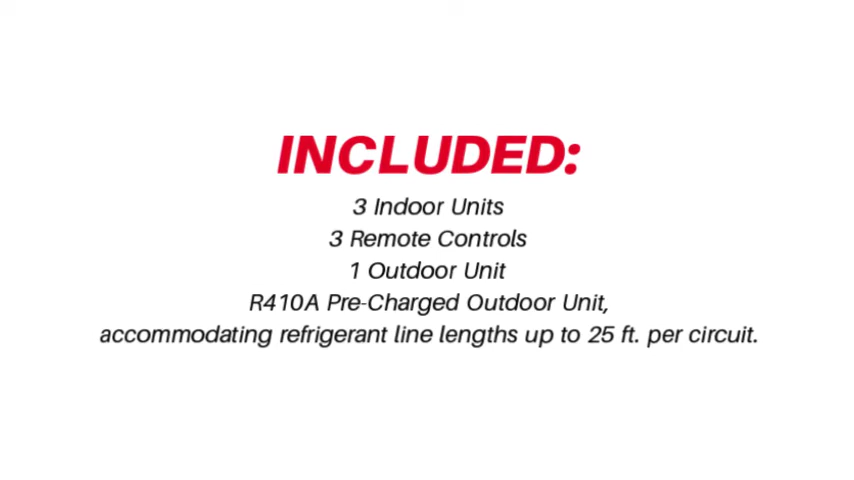 INCLUDED:
3 Indoor Units
3 Remote Controls
1 Outdoor Unit
R410A Pre-Charged Outdoor Unit,
accommodating refrigerant line lengths up to 25 ft. per circuit.